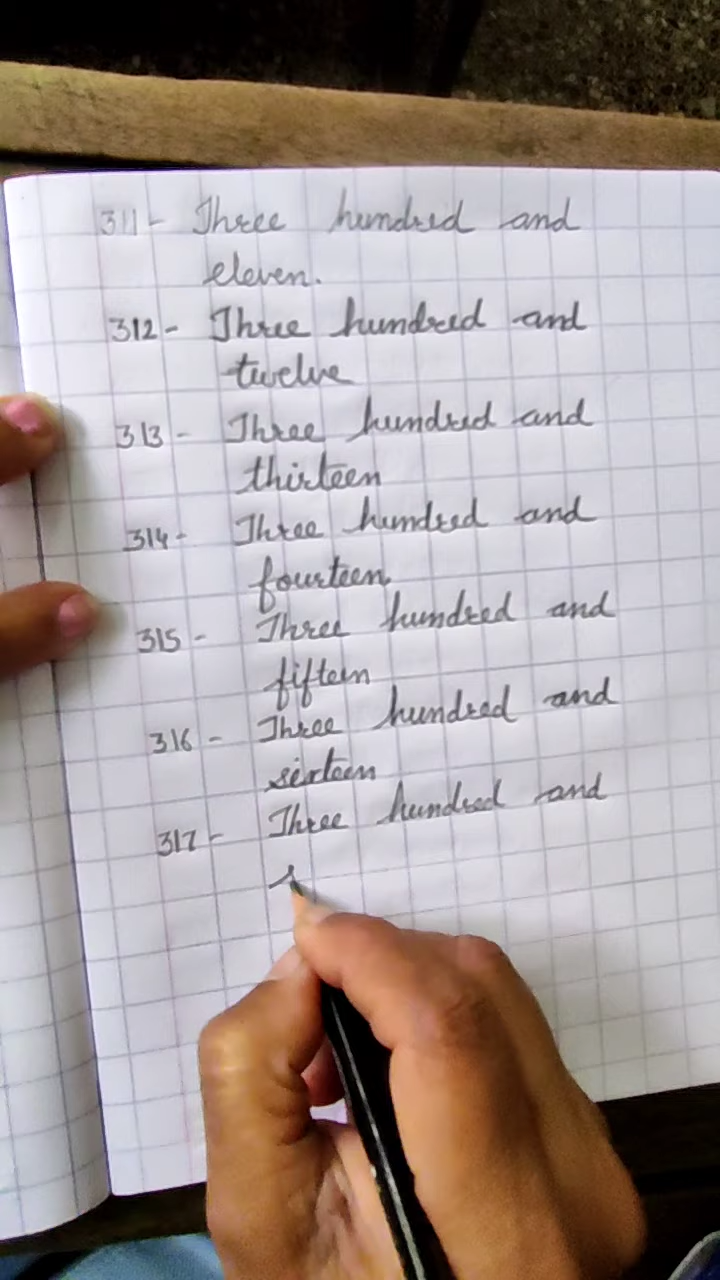 311- Three hundred and
eleven.
312- Three hundred and
twelve
313- Three hundred and
thirteen
314- Three hundred and
fourteen.
315- Three hundred and
fifteen
316- Three hundred and
sixteen
317- Three hundred and
s